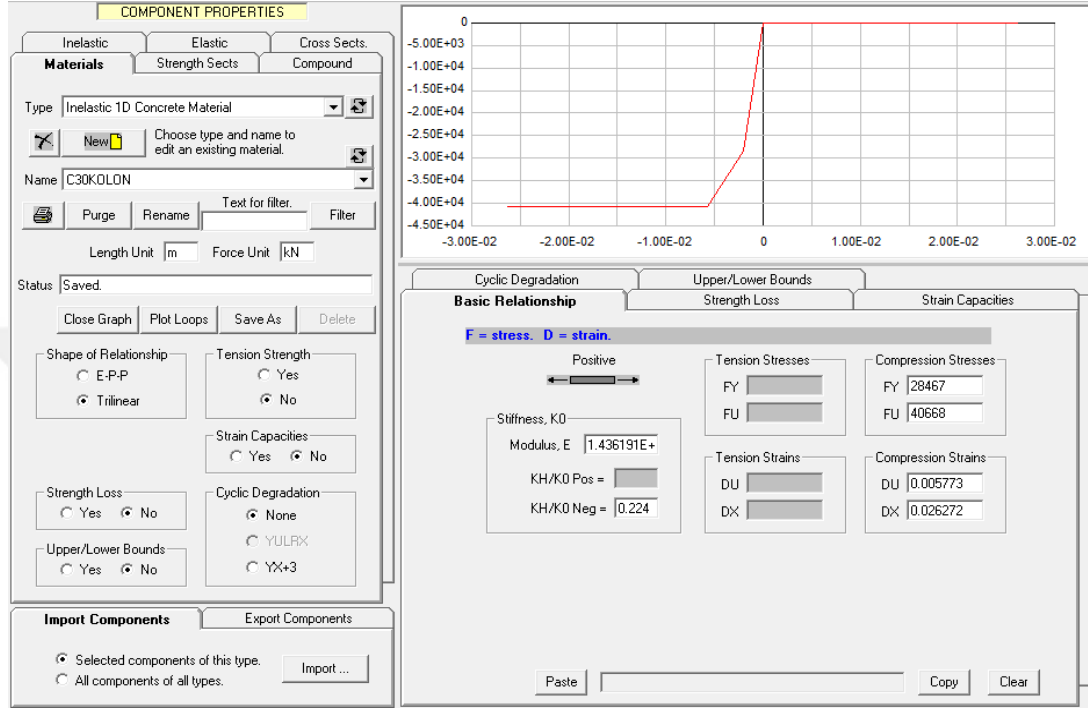 COMPONENT PROPERTIES
Inelastic Elastic Cross Sects.
Materials Strength Sects Compound
Type Inelastic 1D Concrete Material
New Choose type and name to
edit an existing material.
Name C30KOLON
Purge Rename Text for filter. Filter
Length Unit m Force Unit kN
Status Saved.
Close Graph Plot Loops Save As Delete
Shape of Relationship
E-P-P
Trilinear
Tension Strength
Yes
No
Strain Capacities
Yes No
Strength Loss
Yes No
Cyclic Degradation
None
YULRX
YX+3
Upper/Lower Bounds
Yes No
Import Components Export Components
Selected components of this type.
All components of all types.
Import ...
0
-5.00E+03
-1.00E+04
-1.50E+04
-2.00E+04
-2.50E+04
-3.00E+04
-3.50E+04
-4.00E+04
-4.50E+04
-3.00E-02 -2.00E-02 -1.00E-02 0 1.00E-02 2.00E-02 3.00E-02
Cyclic Degradation Upper/Lower Bounds
Basic Relationship Strength Loss Strain Capacities
F = stress. D = strain.
Positive
Stiffness, K0
Modulus, E 1.436191E+
KH/K0 Pos =
KH/K0 Neg = 0.224
Tension Stresses
FY
FU
Compression Stresses
FY 28467
FU 40668
Tension Strains
DU
DX
Compression Strains
DU 0.005773
DX 0.026272
Paste Copy Clear